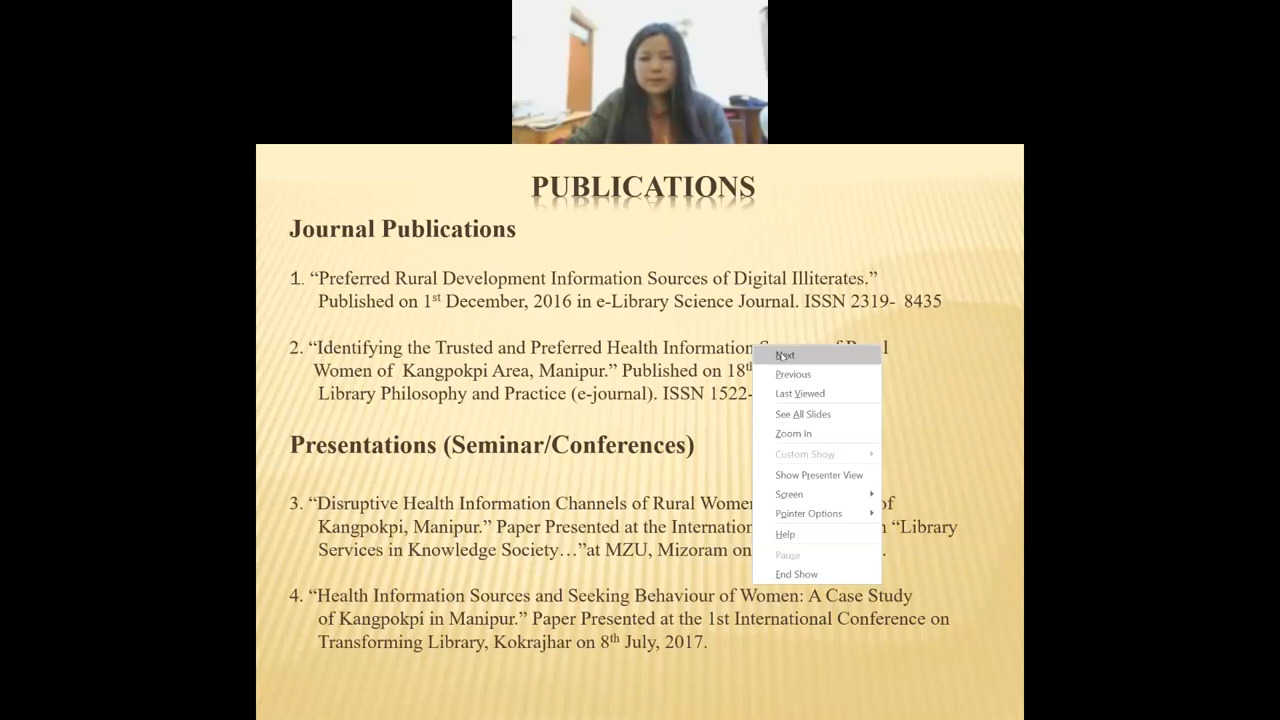 PUBLICATIONS
Journal Publications
1. “Preferred Rural Development Information Sources of Digital Illiterates.”
Published on 1st December, 2016 in e-Library Science Journal. ISSN 2319- 8435
2. “Identifying the Trusted and Preferred Health Information
Women of Kangpokpi Area, Manipur.” Published on 18th
Library Philosophy and Practice (e-journal). ISSN 1522-
Presentations (Seminar/Conferences)
3. “Disruptive Health Information Channels of Rural of
Kangpokpi, Manipur.” Paper Presented at the “Library
Services in Knowledge Society…”at MZU, Mizoram on .
4. “Health Information Sources and Seeking Behaviour of Women: A Case Study
of Kangpokpi in Manipur.” Paper Presented at the 1st International Conference on
Transforming Library, Kokrajhar on 8th July, 2017.
Next
Previous
Last Viewed
See All Slides
Zoom In
Custom Show
Show Presenter View
Screen
Pointer Options
Help
Pause
End Show